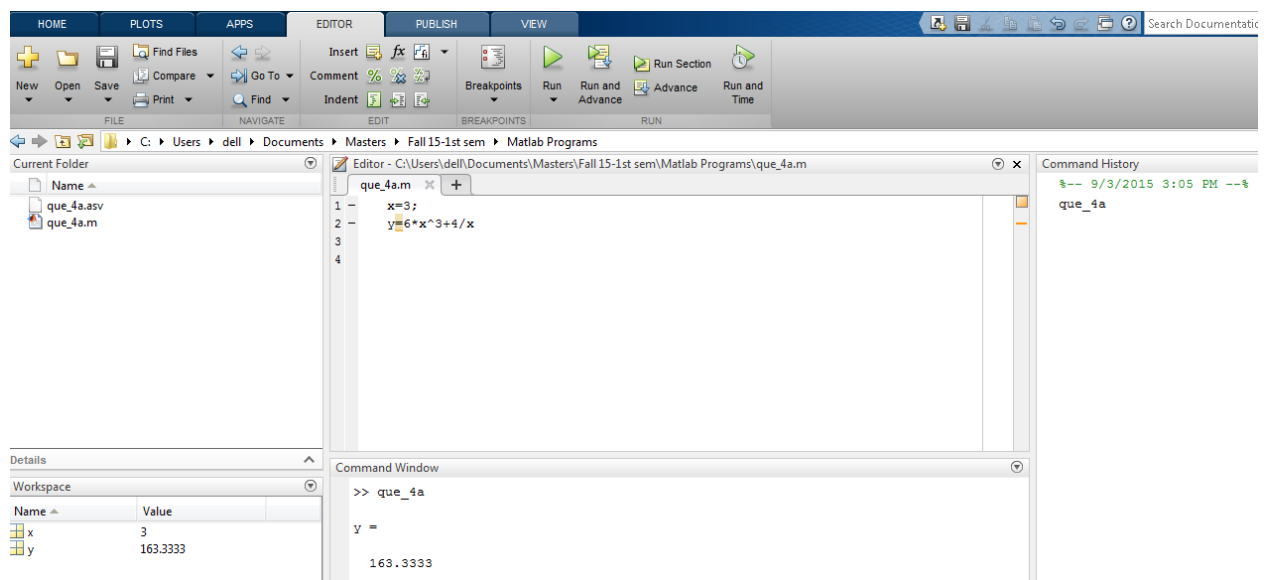 HOME PLOTS APPS EDITOR PUBLISH VIEW
Search Documentatio
Find Files
Compare
Print
New Open Save
FILE
Go To
Find
NAVIGATE
Insert fx
Comment
Indent
EDIT
Breakpoints
BREAKPOINTS
Run
Run and Advance
Run Section
Advance
Run and Time
RUN
C: Users dell Documents Masters Fall 15-1st sem Matlab Programs
Current Folder
Name
que_4a.asv
que_4a.m
Details
Workspace
Name Value
x 3
y 163.3333
Editor - C:\Users\dell\Documents\Masters\Fall 15-1st sem\Matlab Programs\que_4a.m
que_4a.m
1 x=3;
2 y=6*x^3+4/x
3
4
Command Window
>> que_4a
y =
163.3333
Command History
%-- 9/3/2015 3:05 PM --%
que_4a